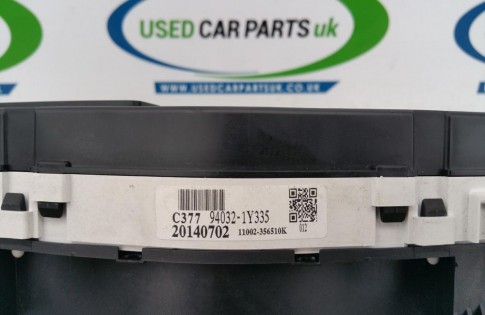 USED CAR PARTS uk
WWW.USEDCARPARTSUK.CO.UK
C377 94032-1Y335
20140702 11002-356510K
012